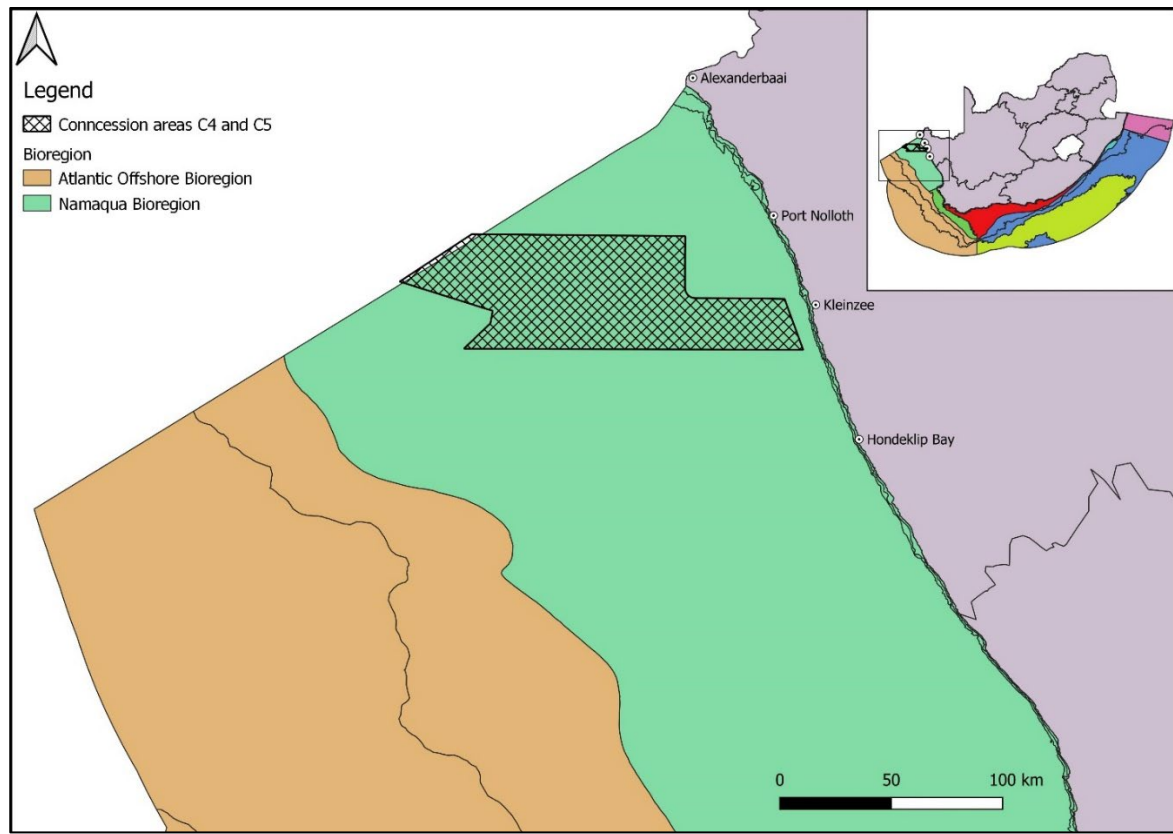 Legend
Conncession areas C4 and C5
Bioregion
Atlantic Offshore Bioregion
Namaqua Bioregion
Alexanderbaai
Port Nolloth
Kleinzee
Hondeklip Bay
0 50 100 km